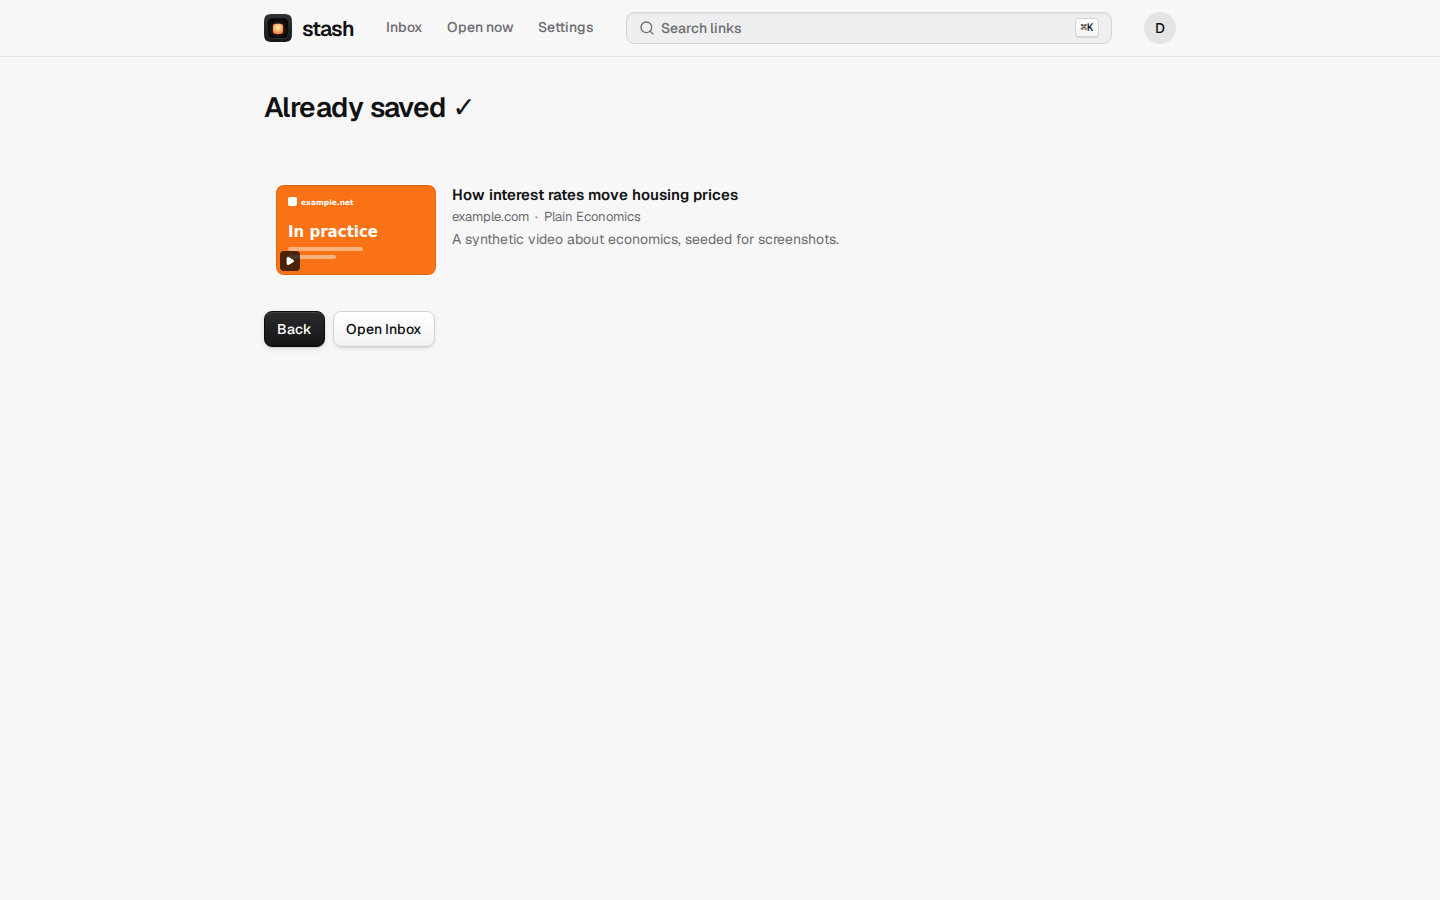 stash
Inbox
Open now
Settings
Search links
⌘K
D
Already saved ✓
example.net
In practice
How interest rates move housing prices
example.com · Plain Economics
A synthetic video about economics, seeded for screenshots.
Back
Open Inbox